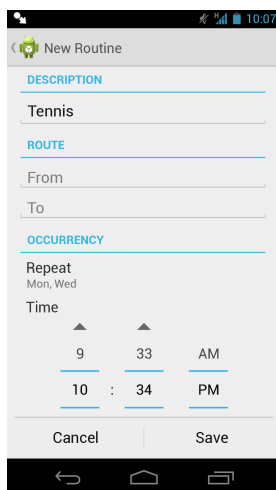 10:07
New Routine
DESCRIPTION
Tennis
ROUTE
From
To
OCCURRENCY
Repeat
Mon, Wed
Time
9 33 AM
10 : 34 PM
Cancel Save